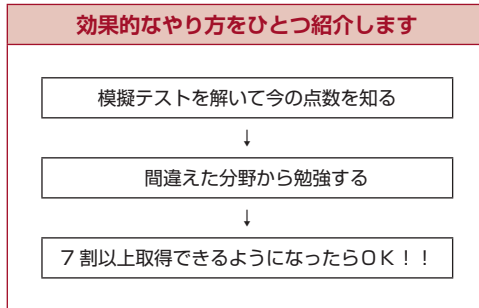 効果的なやり方をひとつ紹介します
模擬テストを解いて今の点数を知る
↓
間違えた分野から勉強する
↓
７割以上取得できるようになったらＯＫ！！